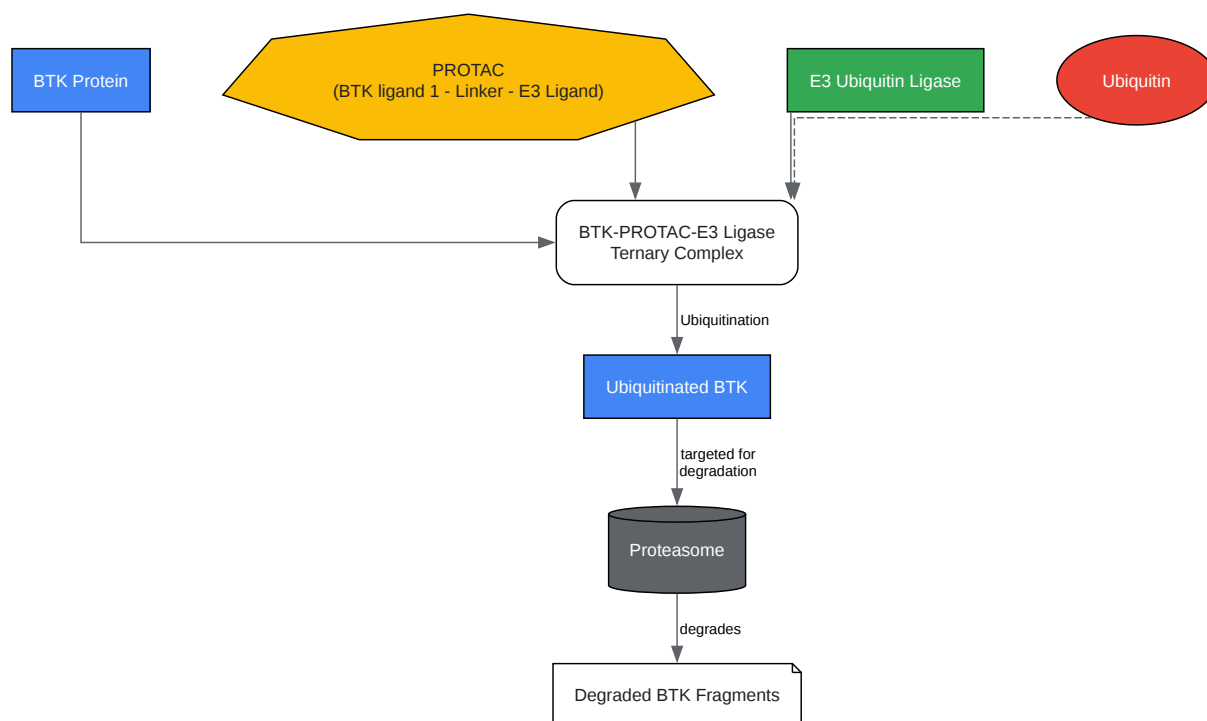 BTK Protein
PROTAC
(BTK ligand 1 - Linker - E3 Ligand)
E3 Ubiquitin Ligase
Ubiquitin
BTK-PROTAC-E3 Ligase
Ternary Complex
Ubiquitination
Ubiquitinated BTK
targeted for
degradation
Proteasome
degrades
Degraded BTK Fragments